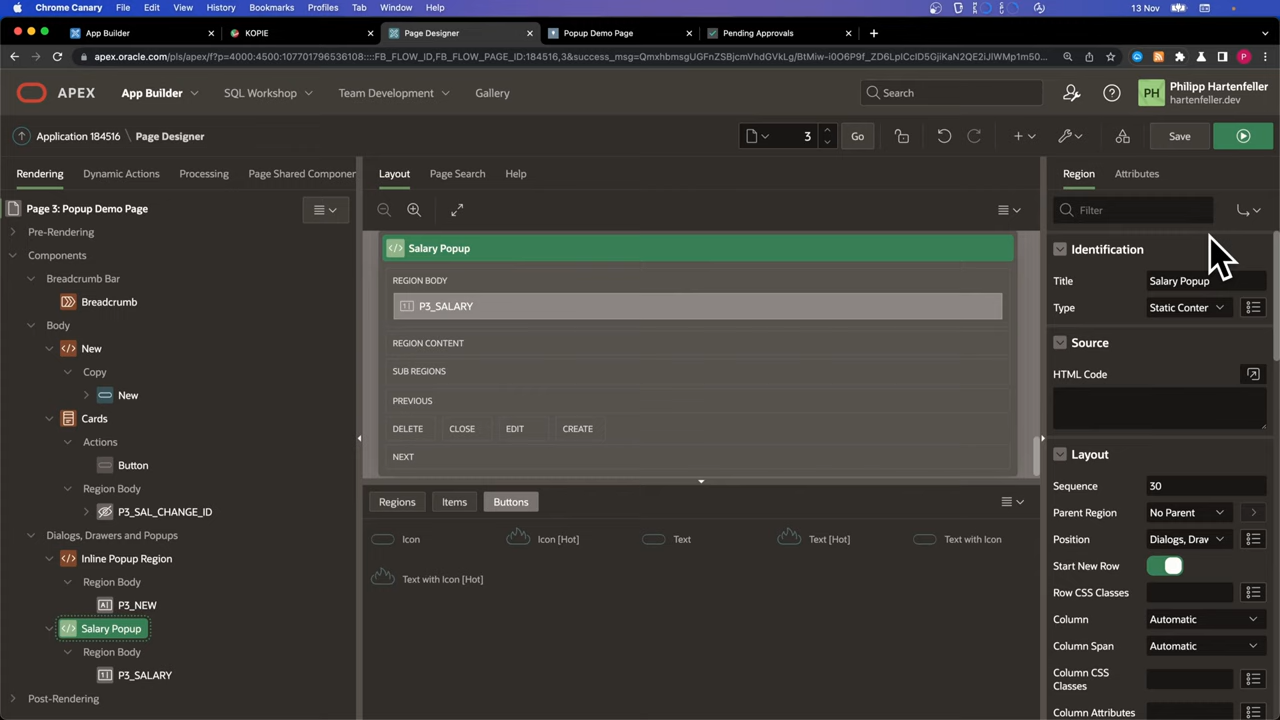 Chrome Canary File Edit View History Bookmarks Profiles Tab Window Help 13 Nov
App Builder KOPIE Page Designer Popup Demo Page Pending Approvals
APEX App Builder SQL Workshop Team Development Gallery Search PH Philipp Hartenfeller
hartenfeller.dev
Application 184516 \ Page Designer 3 Go Save
Rendering Dynamic Actions Processing Page Shared Componen
Page 3: Popup Demo Page
Pre-Rendering
Components
Breadcrumb Bar
Breadcrumb
Body
New
Copy
New
Cards
Actions
Button
Region Body
P3_SAL_CHANGE_ID
Dialogs, Drawers and Popups
Inline Popup Region
Region Body
P3_NEW
Salary Popup
Region Body
P3_SALARY
Post-Rendering
Layout Page Search Help
Salary Popup
REGION BODY
P3_SALARY
REGION CONTENT
SUB REGIONS
PREVIOUS
DELETE CLOSE EDIT CREATE
NEXT
Regions Items Buttons
Icon Icon [Hot] Text Text [Hot] Text with Icon
Text with Icon [Hot]
Region Attributes
Filter
Identification
Title Salary Popup
Type Static Conter
Source
HTML Code
Layout
Sequence 30
Parent Region No Parent
Position Dialogs, Draw
Start New Row
Row CSS Classes
Column Automatic
Column Span Automatic
Column CSS
Classes
Column Attributes